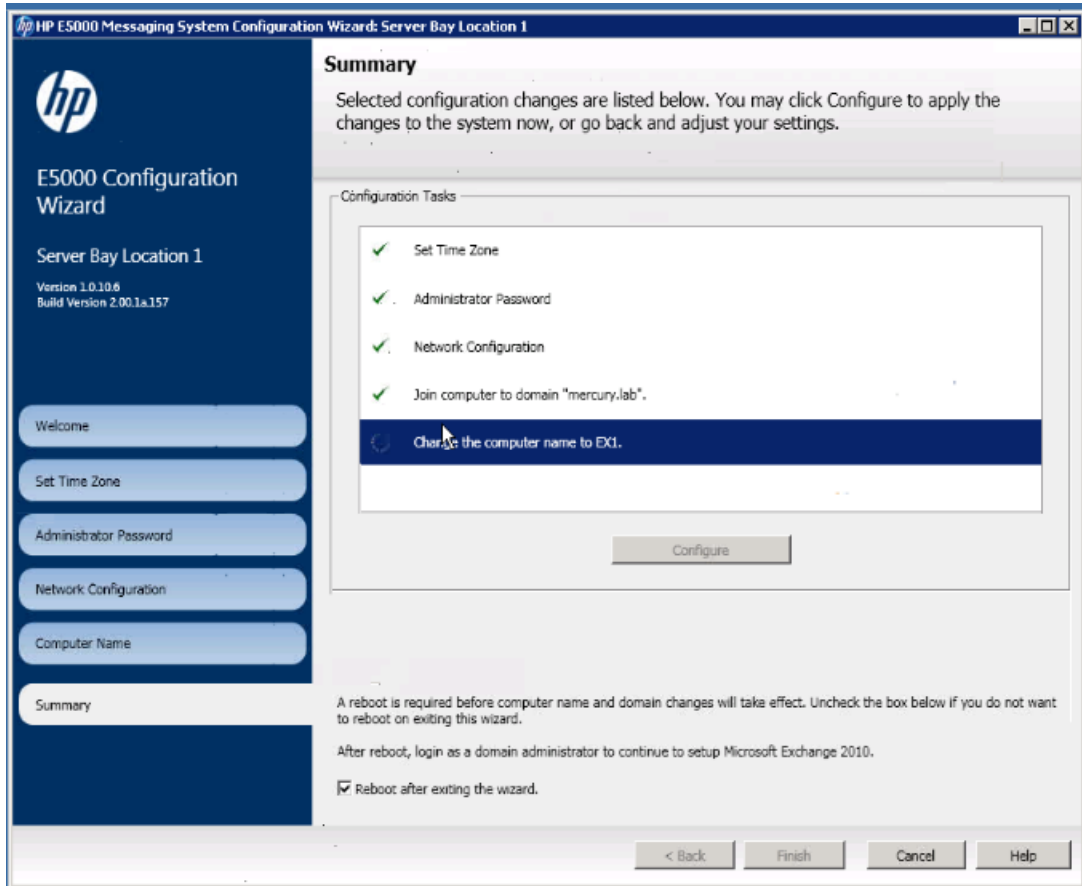 HP E5000 Messaging System Configuration Wizard: Server Bay Location 1
hp
E5000 Configuration
Wizard
Server Bay Location 1
Version 1.0.10.6
Build Version 2.00.1a.157
Welcome
Set Time Zone
Administrator Password
Network Configuration
Computer Name
Summary
Summary
Selected configuration changes are listed below. You may click Configure to apply the
changes to the system now, or go back and adjust your settings.
Configuration Tasks
Set Time Zone
Administrator Password
Network Configuration
Join computer to domain "mercury.lab".
Change the computer name to EX1.
Configure
A reboot is required before computer name and domain changes will take effect. Uncheck the box below if you do not want
to reboot on exiting this wizard.
After reboot, login as a domain administrator to continue to setup Microsoft Exchange 2010.
Reboot after exiting the wizard.
< Back
Finish
Cancel
Help